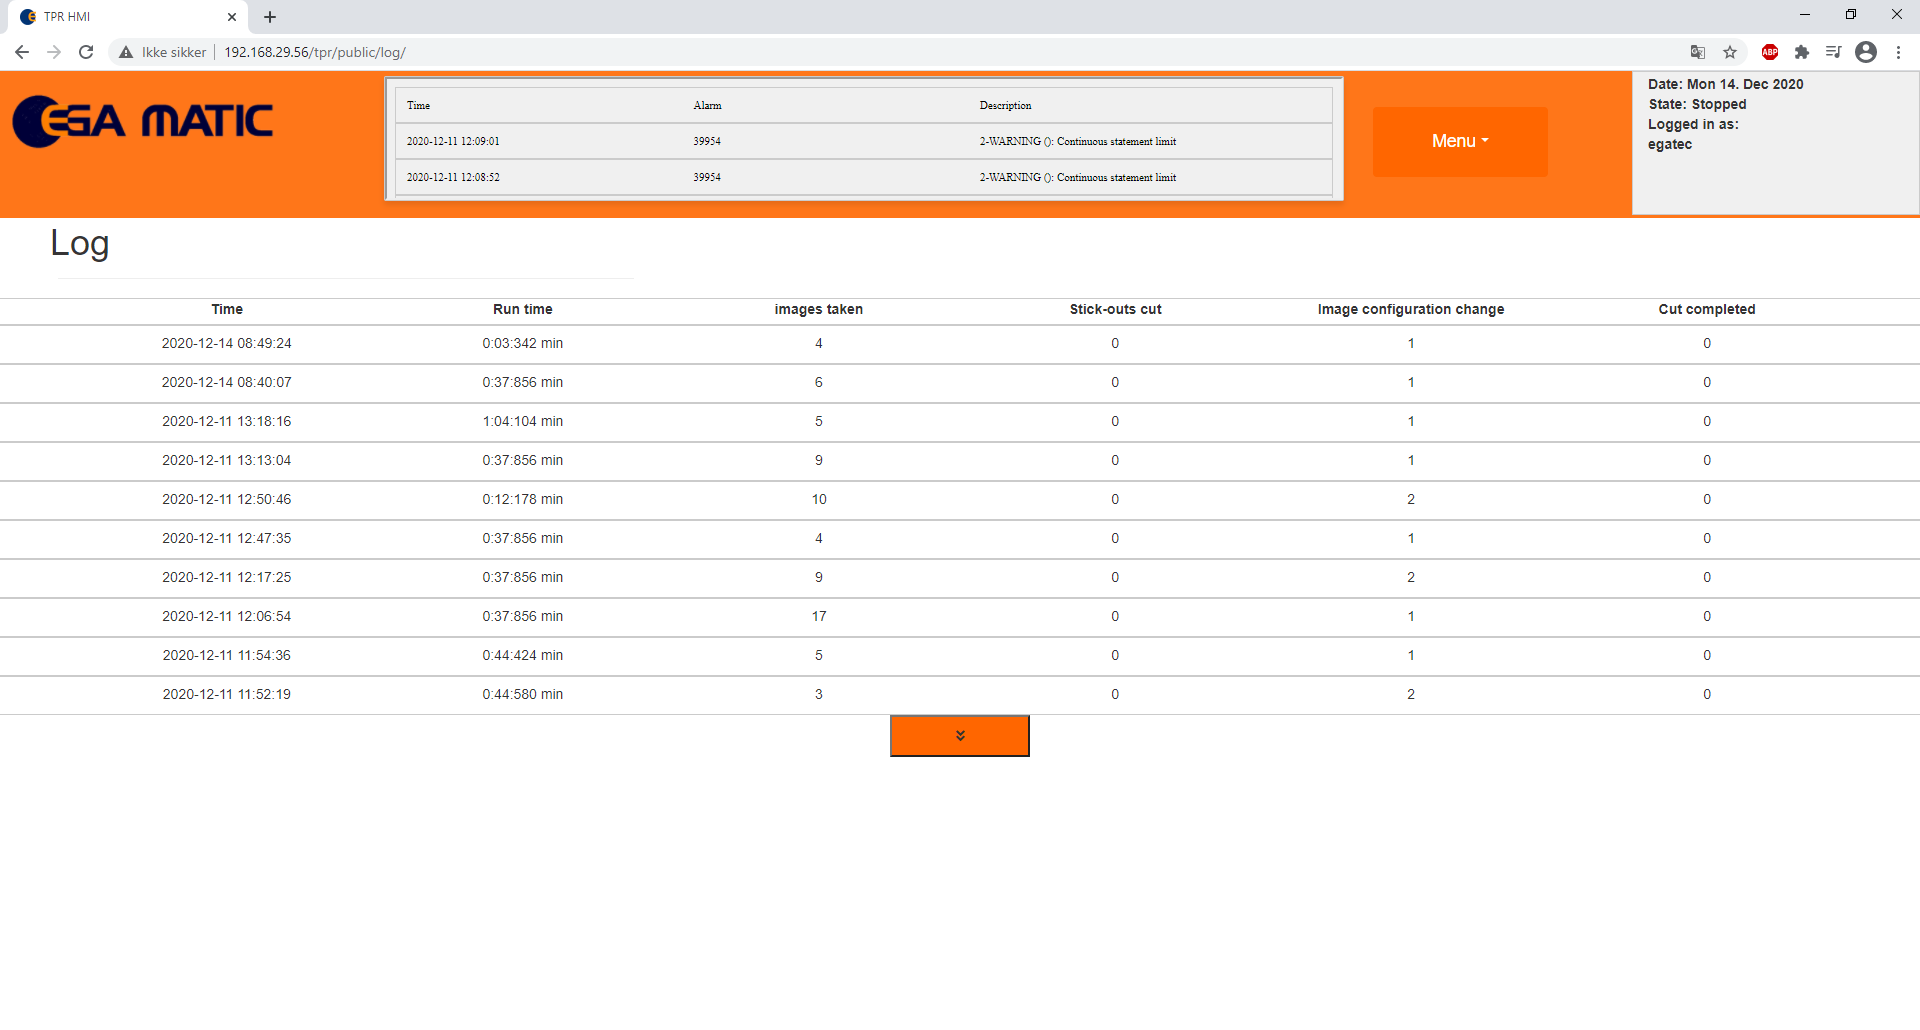 TPR HMI
Ikke sikker 192.168.29.56/tpr/public/log/
ABP
EGA MATIC
Time Alarm Description
2020-12-11 12:09:01 39954 2-WARNING (): Continuous statement limit
2020-12-11 12:08:52 39954 2-WARNING (): Continuous statement limit
Menu
Date: Mon 14. Dec 2020
State: Stopped
Logged in as:
egatec
Log
Time Run time images taken Stick-outs cut Image configuration change Cut completed
2020-12-14 08:49:24 0:03:342 min 4 0 1 0
2020-12-14 08:40:07 0:37:856 min 6 0 1 0
2020-12-11 13:18:16 1:04:104 min 5 0 1 0
2020-12-11 13:13:04 0:37:856 min 9 0 1 0
2020-12-11 12:50:46 0:12:178 min 10 0 2 0
2020-12-11 12:47:35 0:37:856 min 4 0 1 0
2020-12-11 12:17:25 0:37:856 min 9 0 2 0
2020-12-11 12:06:54 0:37:856 min 17 0 1 0
2020-12-11 11:54:36 0:44:424 min 5 0 1 0
2020-12-11 11:52:19 0:44:580 min 3 0 2 0